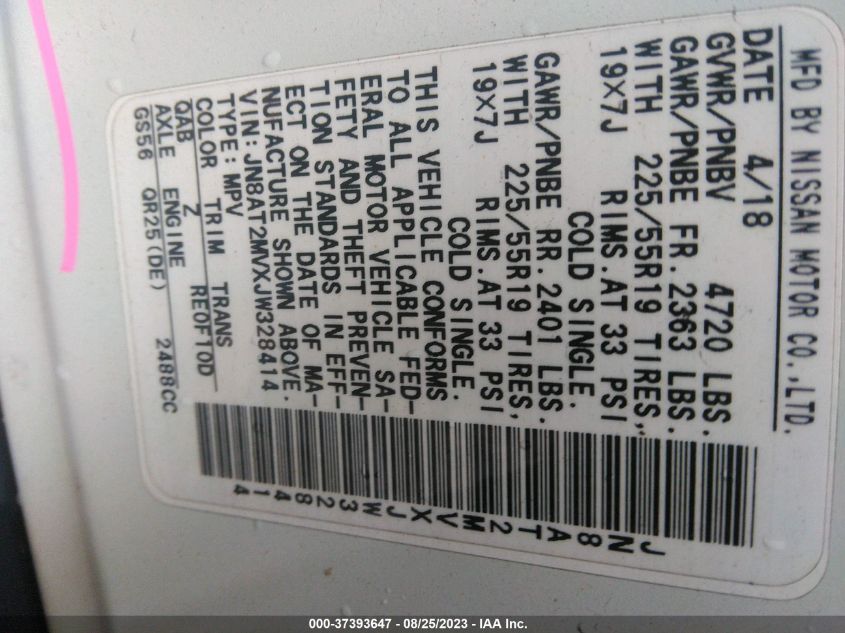 MFD BY NISSAN MOTOR CO.,LTD.
DATE 4/18
GVWR/PNBV 4720 LBS.
GAWR/PNBE FR. 2363 LBS.
WITH 225/55R19 TIRES,
19X7J RIMS.AT 33 PSI
COLD SINGLE.
GAWR/PNBE RR. 2401 LBS.
WITH 225/55R19 TIRES,
19X7J RIMS.AT 33 PSI
COLD SINGLE.
THIS VEHICLE CONFORMS
TO ALL APPLICABLE FED-
ERAL MOTOR VEHICLE SA-
FETY AND THEFT PREVEN-
TION STANDARDS IN EFF-
ECT ON THE DATE OF MA-
NUFACTURE SHOWN ABOVE.
VIN:JN8AT2MVXJW328414
TYPE:MPV
COLOR TRIM TRANS
QAB Z RE0F10D
AXLE ENGINE
GS56 QR25(DE) 2488CC
JN8AT2MVXJW328414
000-37393647 - 08/25/2023 - IAA Inc.